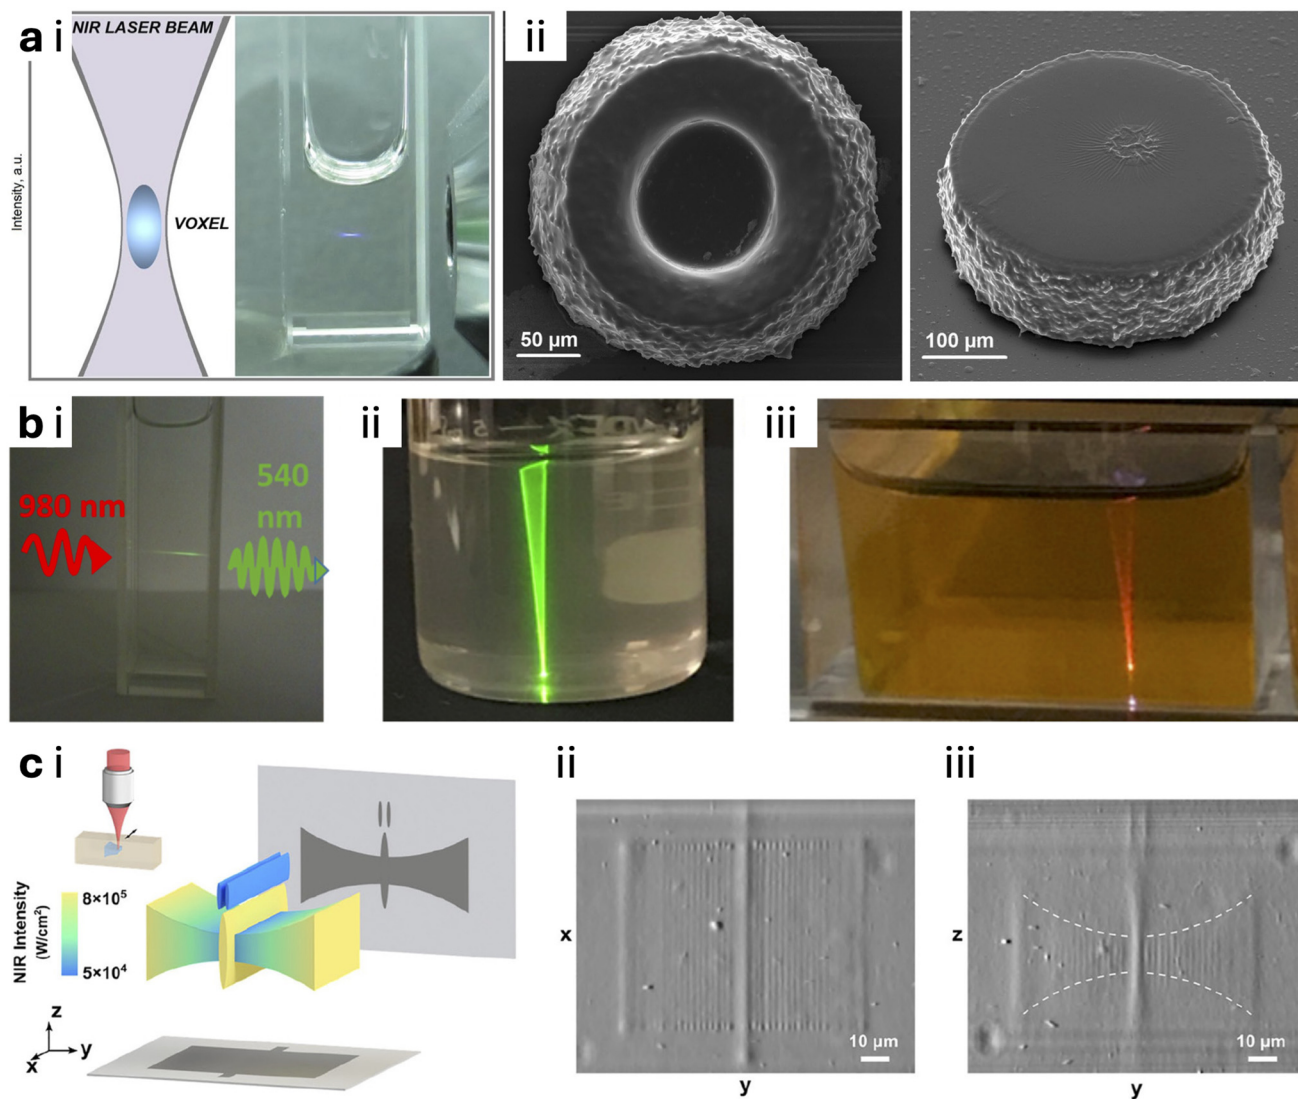 a i
NIR LASER BEAM
Intensity, a.u.
VOXEL
ii
50 µm
100 µm
b i
980 nm
540
nm
ii
iii
c i
NIR Intensity
(W/cm²)
8×10⁵
5×10⁴
z
y
x
ii
x
10 µm
y
iii
z
10 µm
y